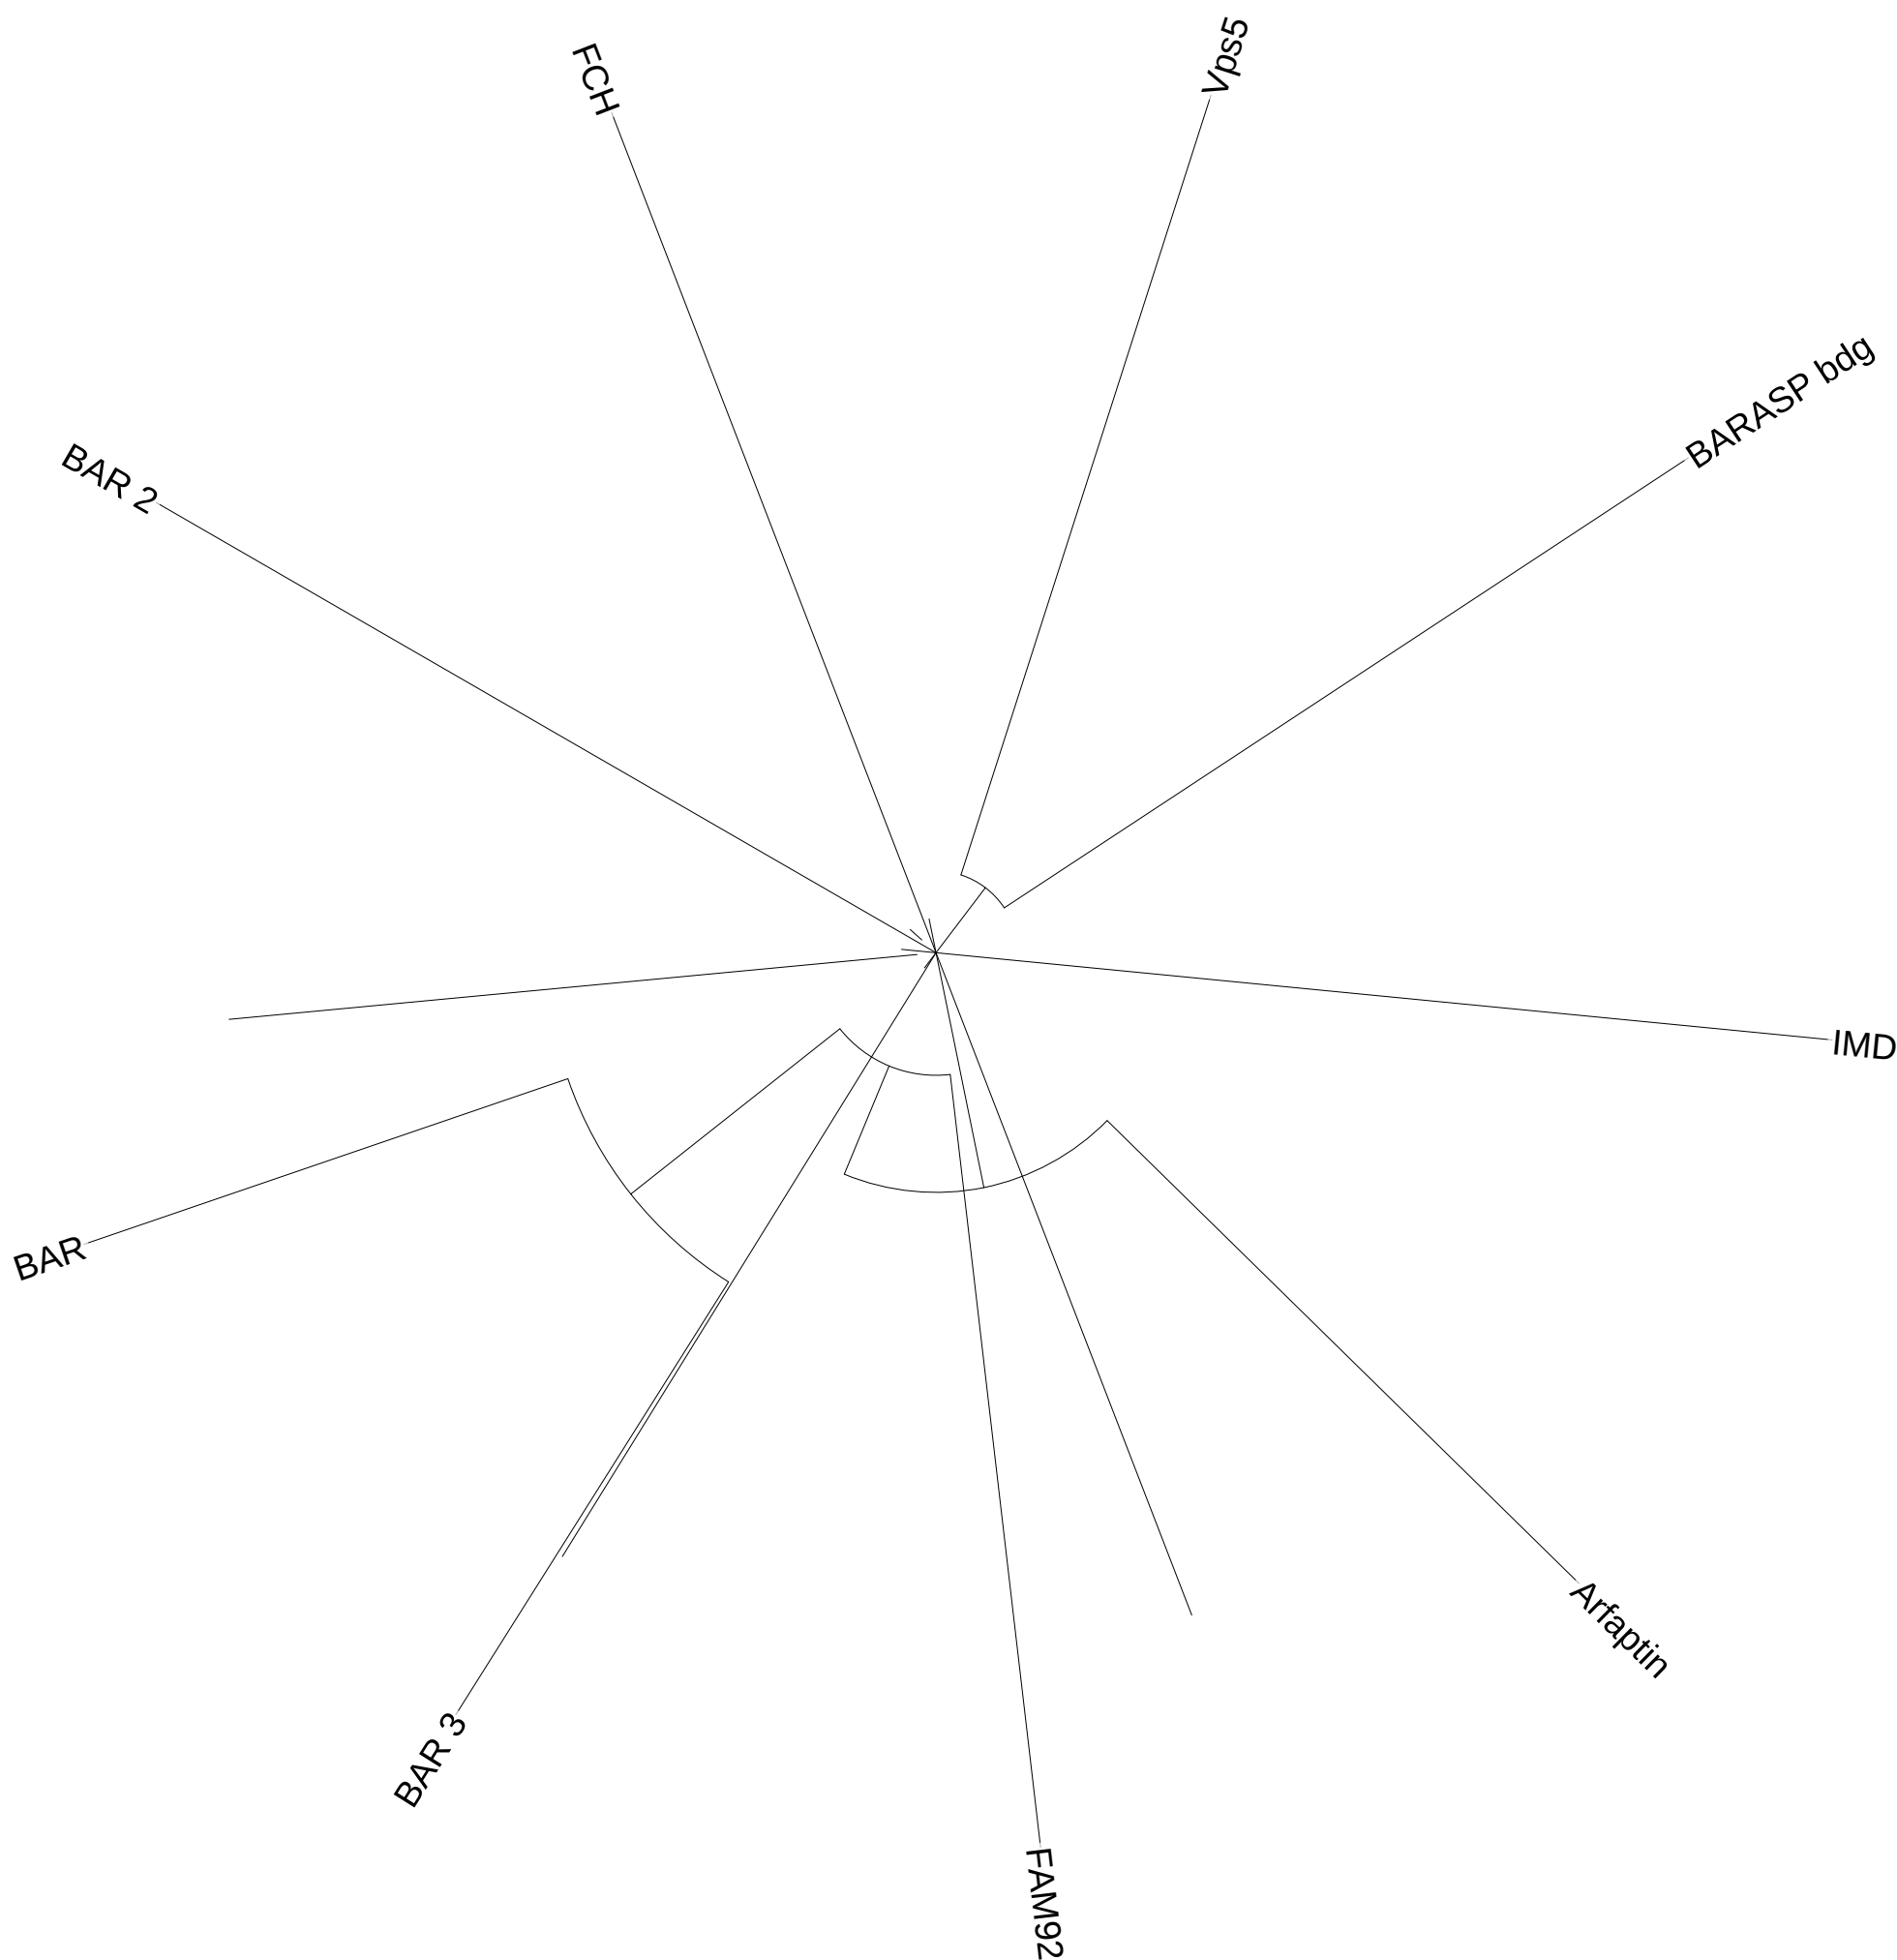 Vps5
FCH
BARASP bdg
BAR 2
IMD
BAR
Arfaptin
BAR 3
FAM92